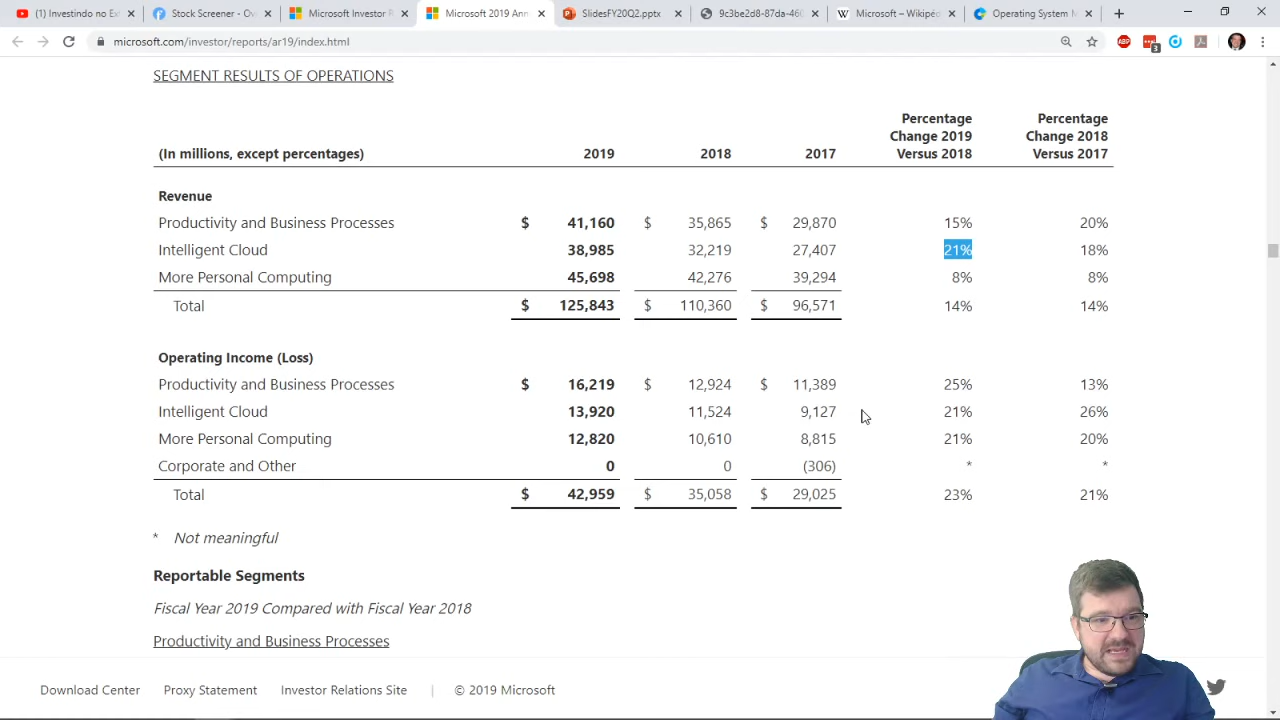 (1) Investindo no Ex
Stock Screener - Ov
Microsoft Investor R
Microsoft 2019 Ann
SlidesFY20Q2.pptx
Microsoft – Wikipéd
Operating System N
microsoft.com/investor/reports/ar19/index.html
ABP
3
SEGMENT RESULTS OF OPERATIONS
(In millions, except percentages) 2019 2018 2017 Percentage Change 2019 Versus 2018 Percentage Change 2018 Versus 2017
Revenue
Productivity and Business Processes $ 41,160 $ 35,865 $ 29,870 15% 20%
Intelligent Cloud 38,985 32,219 27,407 21% 18%
More Personal Computing 45,698 42,276 39,294 8% 8%
Total $ 125,843 $ 110,360 $ 96,571 14% 14%
Operating Income (Loss)
Productivity and Business Processes $ 16,219 $ 12,924 $ 11,389 25% 13%
Intelligent Cloud 13,920 11,524 9,127 21% 26%
More Personal Computing 12,820 10,610 8,815 21% 20%
Corporate and Other 0 0 (306) * *
Total $ 42,959 $ 35,058 $ 29,025 23% 21%
* Not meaningful
Reportable Segments
Fiscal Year 2019 Compared with Fiscal Year 2018
Productivity and Business Processes
Download Center Proxy Statement Investor Relations Site | © 2019 Microsoft